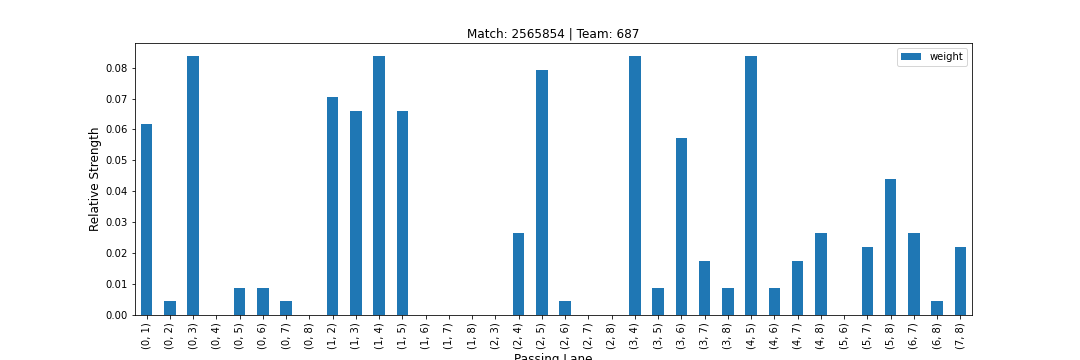 Match: 2565854 | Team: 687
weight
Relative Strength
0.08
0.07
0.06
0.05
0.04
0.03
0.02
0.01
0.00
(0, 1) (0, 2) (0, 3) (0, 4) (0, 5) (0, 6) (0, 7) (0, 8) (1, 2) (1, 3) (1, 4) (1, 5) (1, 6) (1, 7) (1, 8) (2, 3) (2, 4) (2, 5) (2, 6) (2, 7) (2, 8) (3, 4) (3, 5) (3, 6) (3, 7) (3, 8) (4, 5) (4, 6) (4, 7) (4, 8) (5, 6) (5, 7) (5, 8) (6, 7) (6, 8) (7, 8)
Passing Lane